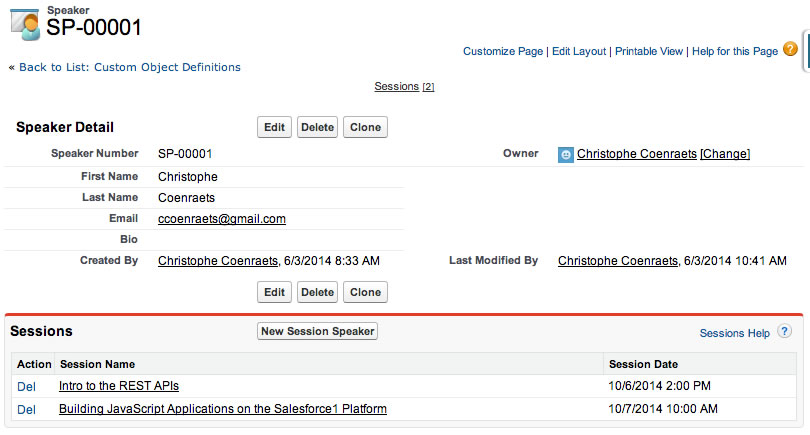 Speaker
SP-00001
Customize Page | Edit Layout | Printable View | Help for this Page ?
« Back to List: Custom Object Definitions
Sessions [2]
Speaker Detail Edit Delete Clone
Speaker Number SP-00001 Owner Christophe Coenraets [Change]
First Name Christophe
Last Name Coenraets
Email ccoenraets@gmail.com
Bio
Created By Christophe Coenraets, 6/3/2014 8:33 AM Last Modified By Christophe Coenraets, 6/3/2014 10:41 AM
Edit Delete Clone
Sessions New Session Speaker Sessions Help ?
Action Session Name Session Date
Del Intro to the REST APIs 10/6/2014 2:00 PM
Del Building JavaScript Applications on the Salesforce1 Platform 10/7/2014 10:00 AM